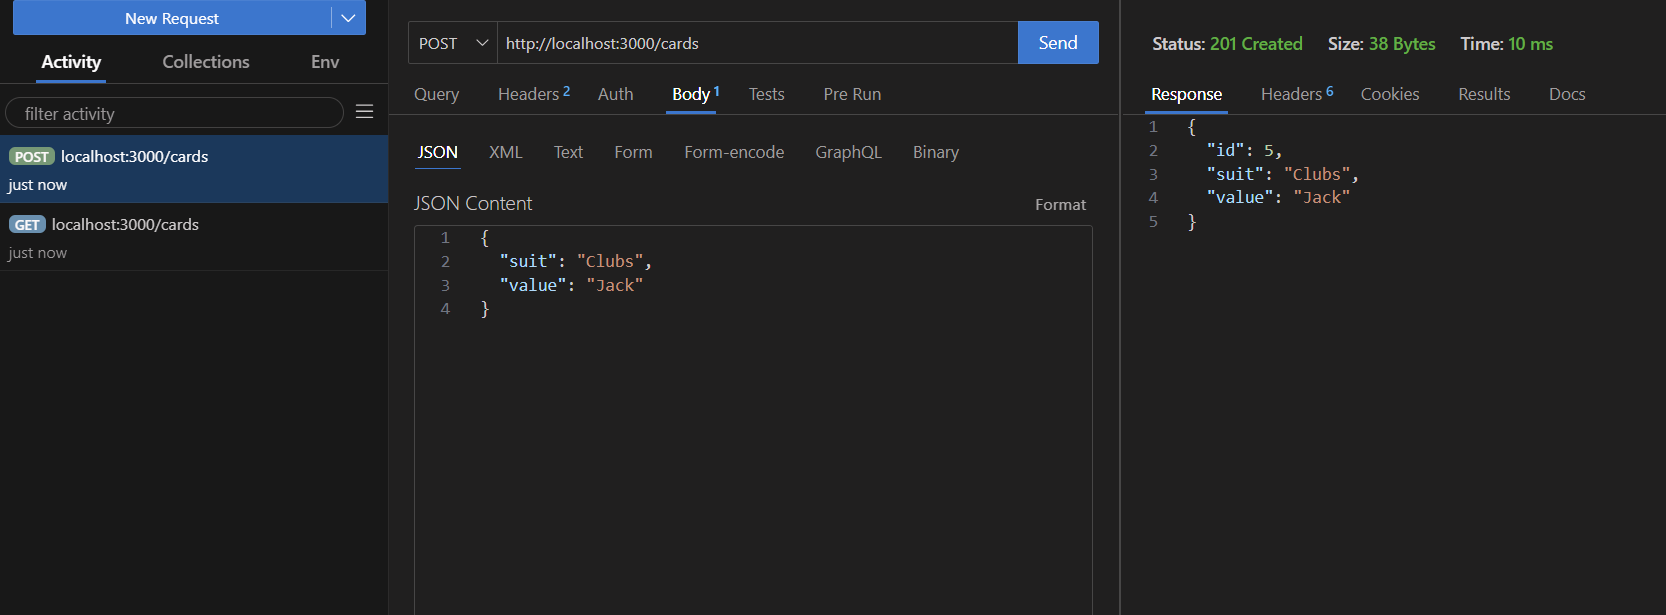 New Request
Activity Collections Env
filter activity
POST localhost:3000/cards
just now
GET localhost:3000/cards
just now
POST http://localhost:3000/cards Send
Query Headers 2 Auth Body 1 Tests Pre Run
JSON XML Text Form Form-encode GraphQL Binary
JSON Content Format
1 {
2 "suit": "Clubs",
3 "value": "Jack"
4 }
Status: 201 Created Size: 38 Bytes Time: 10 ms
Response Headers 6 Cookies Results Docs
1 {
2 "id": 5,
3 "suit": "Clubs",
4 "value": "Jack"
5 }